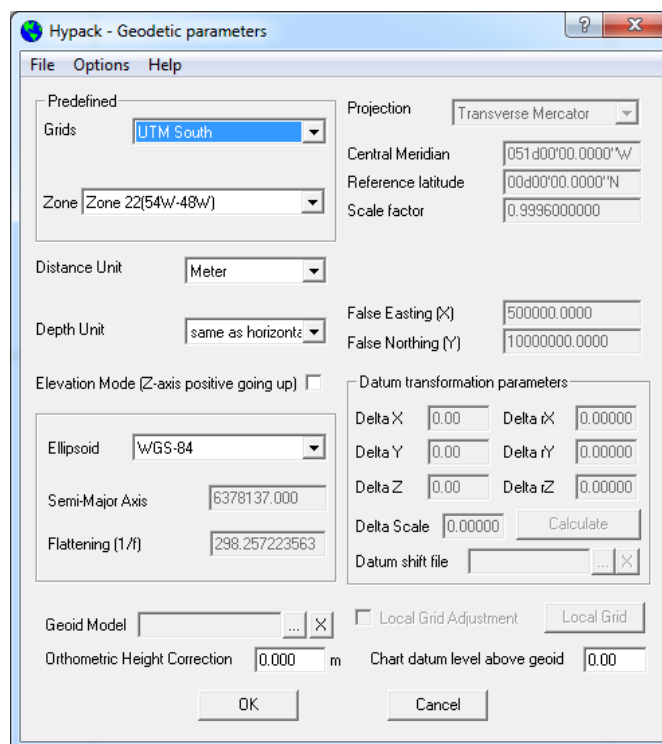 Hypack - Geodetic parameters
File Options Help
Predefined
Grids UTM South
Zone Zone 22(54W-48W)
Distance Unit Meter
Depth Unit same as horizonta
Elevation Mode (Z-axis positive going up)
Ellipsoid WGS-84
Semi-Major Axis 6378137.000
Flattening (1/f) 298.257223563
Projection Transverse Mercator
Central Meridian 051d00'00.0000"W
Reference latitude 00d00'00.0000"N
Scale factor 0.9996000000
False Easting (X) 500000.0000
False Northing (Y) 10000000.0000
Datum transformation parameters
Delta X 0.00 Delta rX 0.00000
Delta Y 0.00 Delta rY 0.00000
Delta Z 0.00 Delta rZ 0.00000
Delta Scale 0.00000 Calculate
Datum shift file ... X
Geoid Model ... X Local Grid Adjustment Local Grid
Orthometric Height Correction 0.000 m Chart datum level above geoid 0.00
OK Cancel